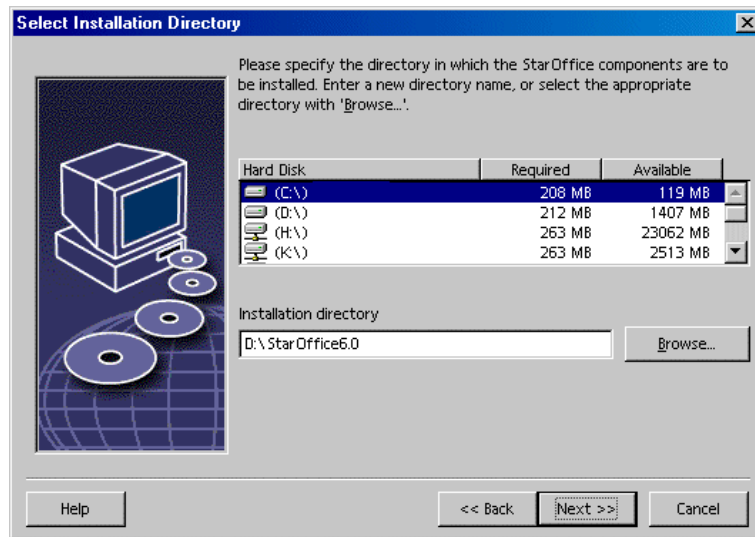 Select Installation Directory
Please specify the directory in which the StarOffice components are to
be installed. Enter a new directory name, or select the appropriate
directory with 'Browse...'.
Hard Disk Required Available
(C:\) 208 MB 119 MB
(D:\) 212 MB 1407 MB
(H:\) 263 MB 23062 MB
(K:\) 263 MB 2513 MB
Installation directory
D:\StarOffice6.0 Browse...
Help << Back Next >> Cancel